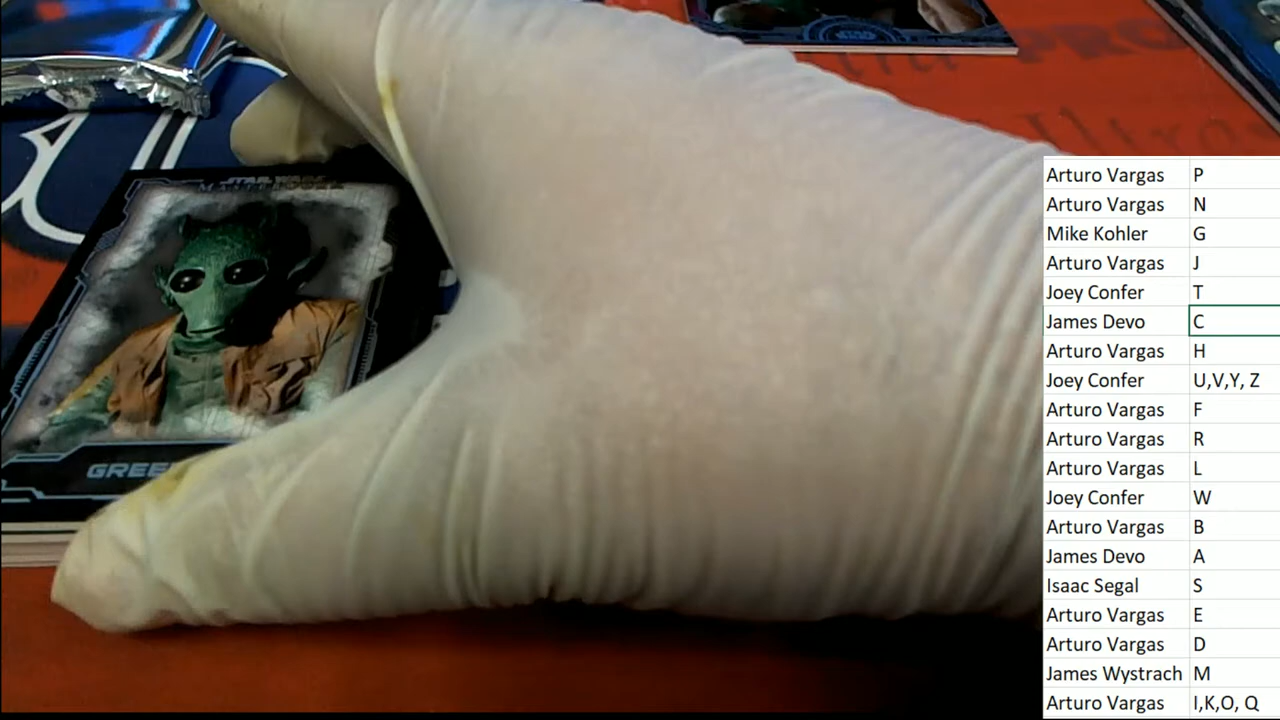 STAR WARS
GREE
Arturo Vargas P
Arturo Vargas N
Mike Kohler G
Arturo Vargas J
Joey Confer T
James Devo C
Arturo Vargas H
Joey Confer U,V,Y, Z
Arturo Vargas F
Arturo Vargas R
Arturo Vargas L
Joey Confer W
Arturo Vargas B
James Devo A
Isaac Segal S
Arturo Vargas E
Arturo Vargas D
James Wystrach M
Arturo Vargas I,K,O, Q